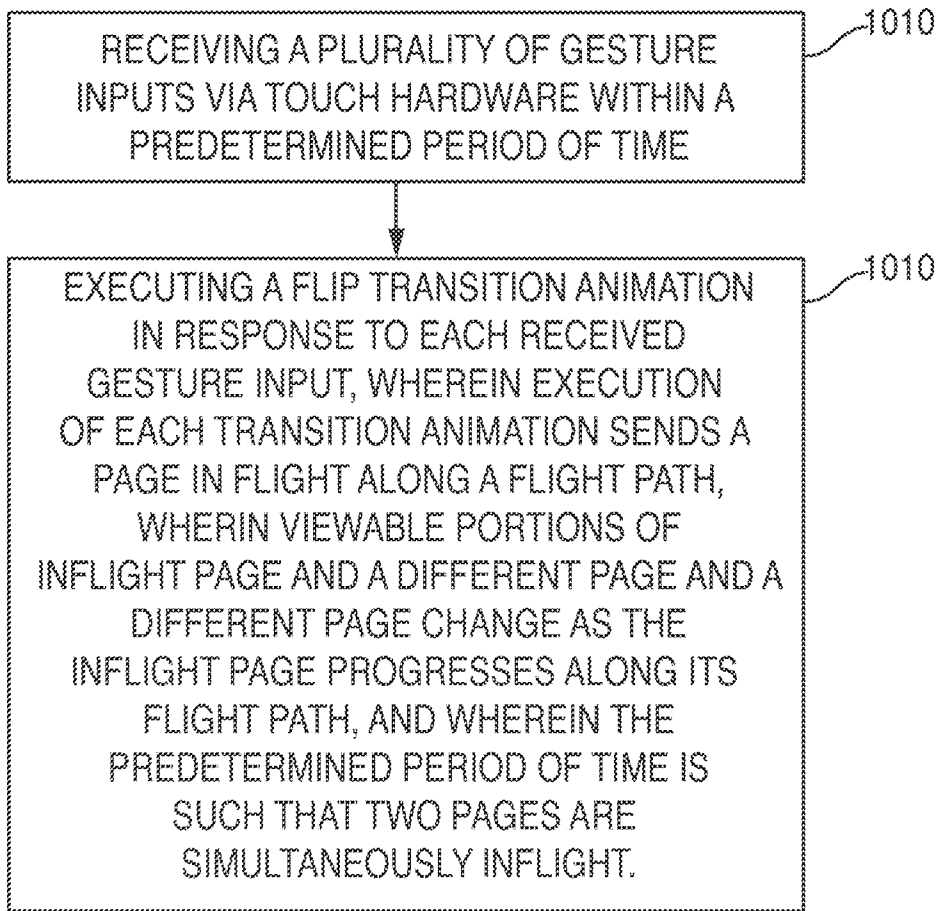 RECEIVING A PLURALITY OF GESTURE
INPUTS VIA TOUCH HARDWARE WITHIN A
PREDETERMINED PERIOD OF TIME
1010
EXECUTING A FLIP TRANSITION ANIMATION
IN RESPONSE TO EACH RECEIVED
GESTURE INPUT, WHEREIN EXECUTION
OF EACH TRANSITION ANIMATION SENDS A
PAGE IN FLIGHT ALONG A FLIGHT PATH,
WHERIN VIEWABLE PORTIONS OF
INFLIGHT PAGE AND A DIFFERENT PAGE AND A
DIFFERENT PAGE CHANGE AS THE
INFLIGHT PAGE PROGRESSES ALONG ITS
FLIGHT PATH, AND WHEREIN THE
PREDETERMINED PERIOD OF TIME IS
SUCH THAT TWO PAGES ARE
SIMULTANEOUSLY INFLIGHT.
1010